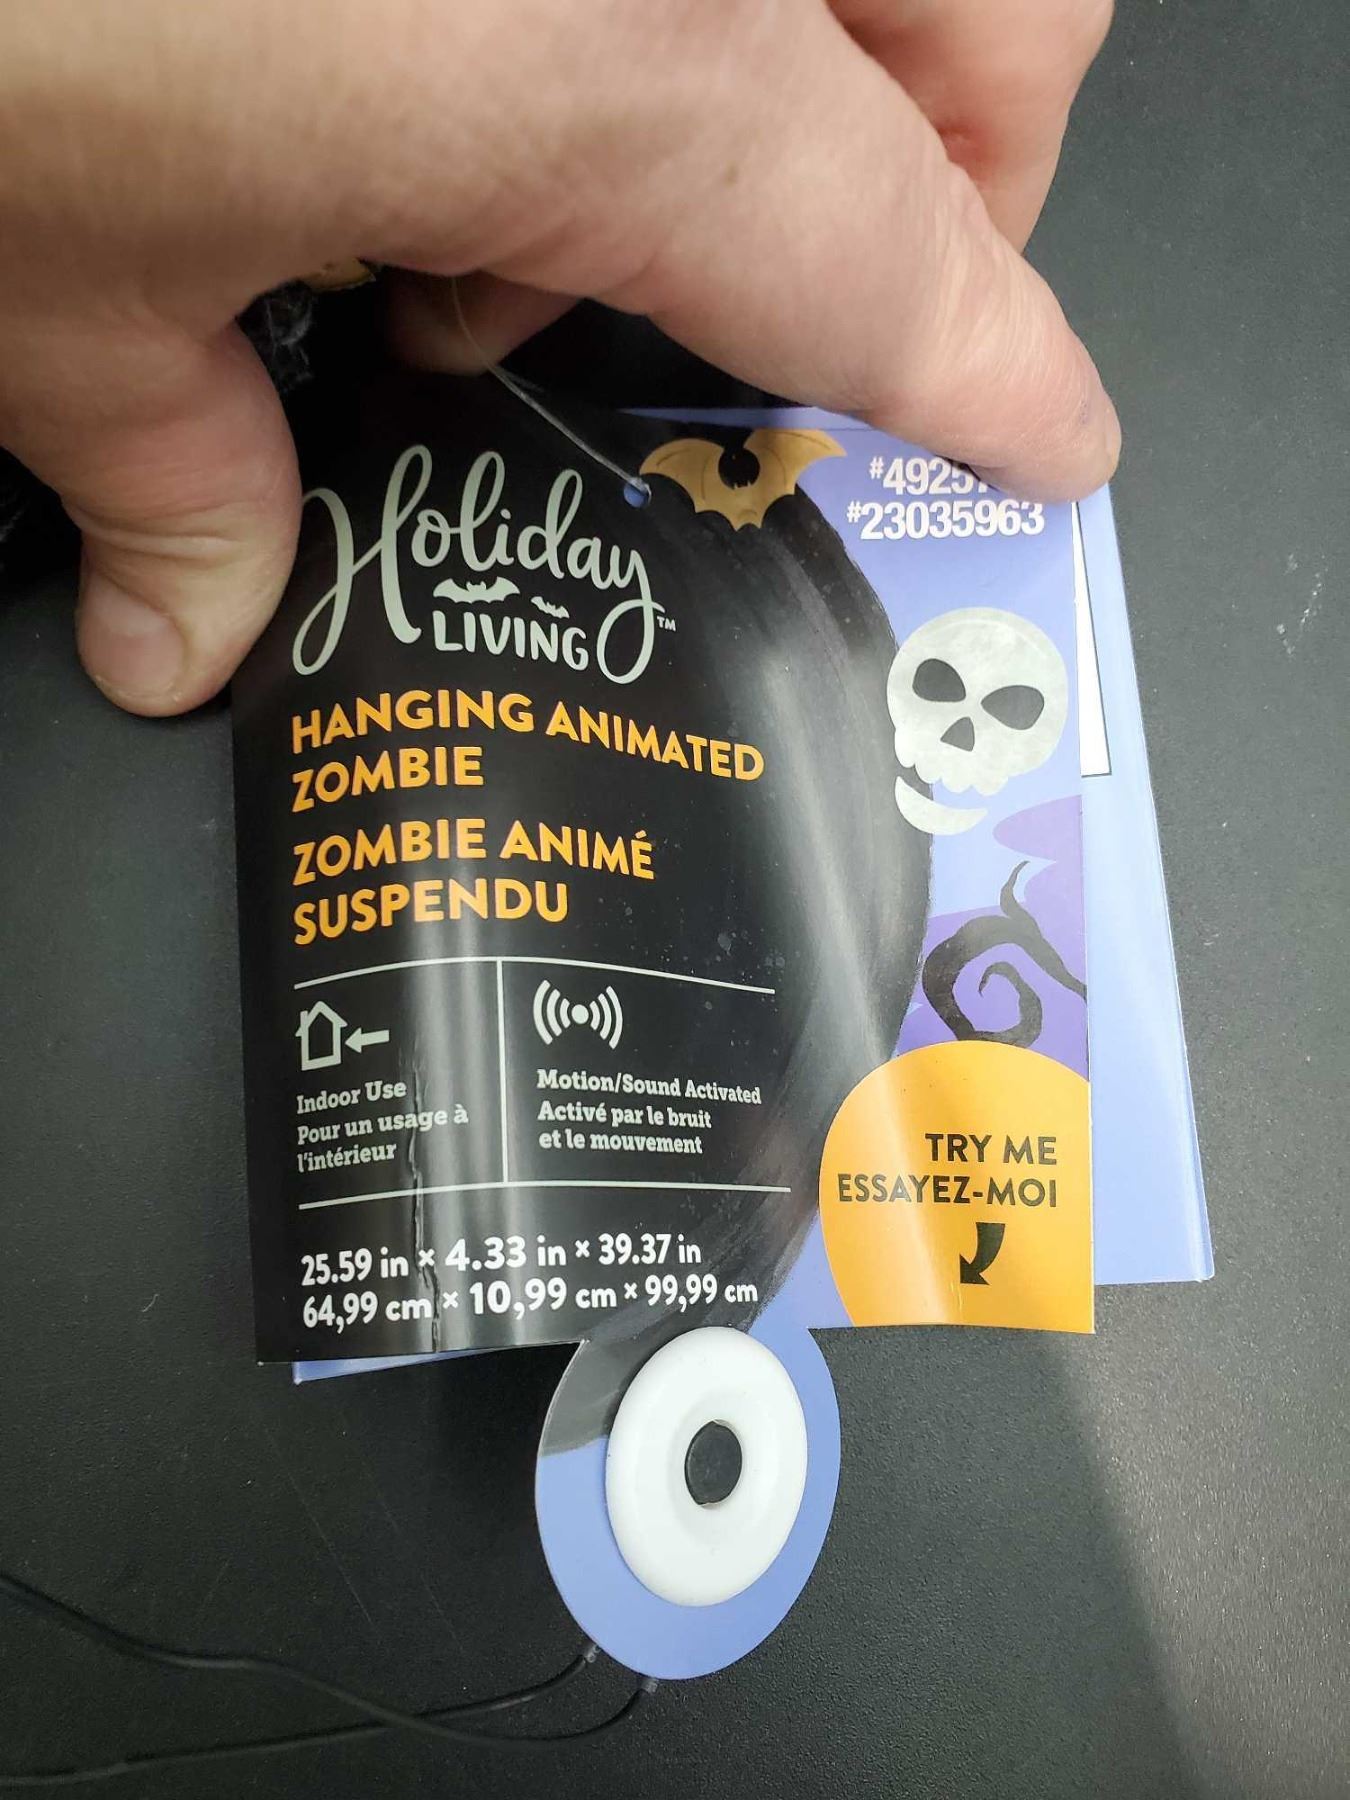 Holiday
LIVING™
#23035963
HANGING ANIMATED
ZOMBIE
ZOMBIE ANIMÉ
SUSPENDU
Indoor Use
Pour un usage à
l'intérieur
Motion/Sound Activated
Activé par le bruit
et le mouvement
TRY ME
ESSAYEZ-MOI
25.59 in × 4.33 in × 39.37 in
64,99 cm × 10,99 cm × 99,99 cm